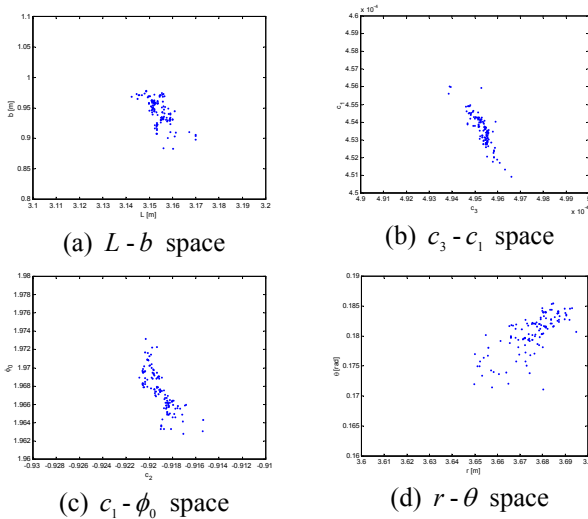 1.1
1.05
1
0.95
0.9
0.85
0.8
b [m]
3.1 3.11 3.12 3.13 3.14 3.15 3.16 3.17 3.18 3.19 3.2
L [m]
(a) L - b space
x 10⁻⁴
4.6
4.59
4.58
4.57
4.56
4.55
4.54
4.53
4.52
4.51
4.5
c₁
4.9 4.91 4.92 4.93 4.94 4.95 4.96 4.97 4.98 4.99
c₃
x 10⁻⁴
(b) c₃ - c₁ space
1.98
1.978
1.976
1.974
1.972
1.97
1.968
1.966
1.964
1.962
1.96
ϕ₀
-0.93 -0.928 -0.926 -0.924 -0.922 -0.92 -0.918 -0.916 -0.914 -0.912 -0.91
c₂
(c) c₁ - ϕ₀ space
0.19
0.185
0.18
0.175
0.17
0.165
0.16
θ [rad]
3.6 3.61 3.62 3.63 3.64 3.65 3.66 3.67 3.68 3.69
r [m]
(d) r - θ space